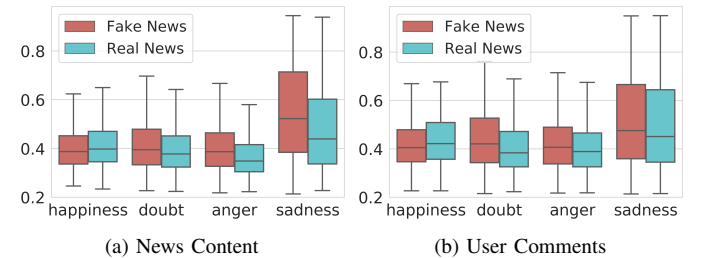 Fake News
Real News
0.8
0.6
0.4
0.2
happiness doubt anger sadness
(a) News Content
Fake News
Real News
0.8
0.6
0.4
0.2
happiness doubt anger sadness
(b) User Comments